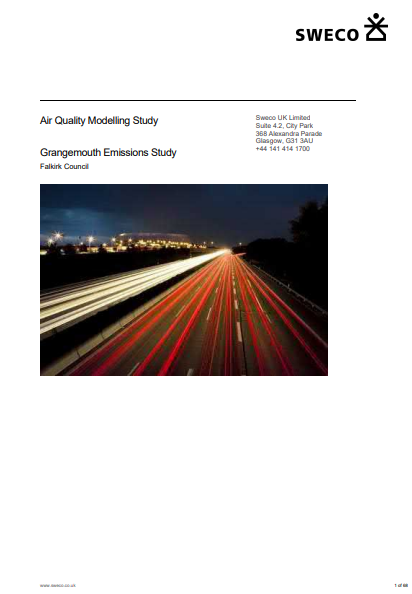 SWECO
Air Quality Modelling Study
Sweco UK Limited
Suite 4.2, City Park
368 Alexandra Parade
Glasgow, G31 3AU
+44 141 414 1700
Grangemouth Emissions Study
Falkirk Council
www.sweco.co.uk
1 of 88